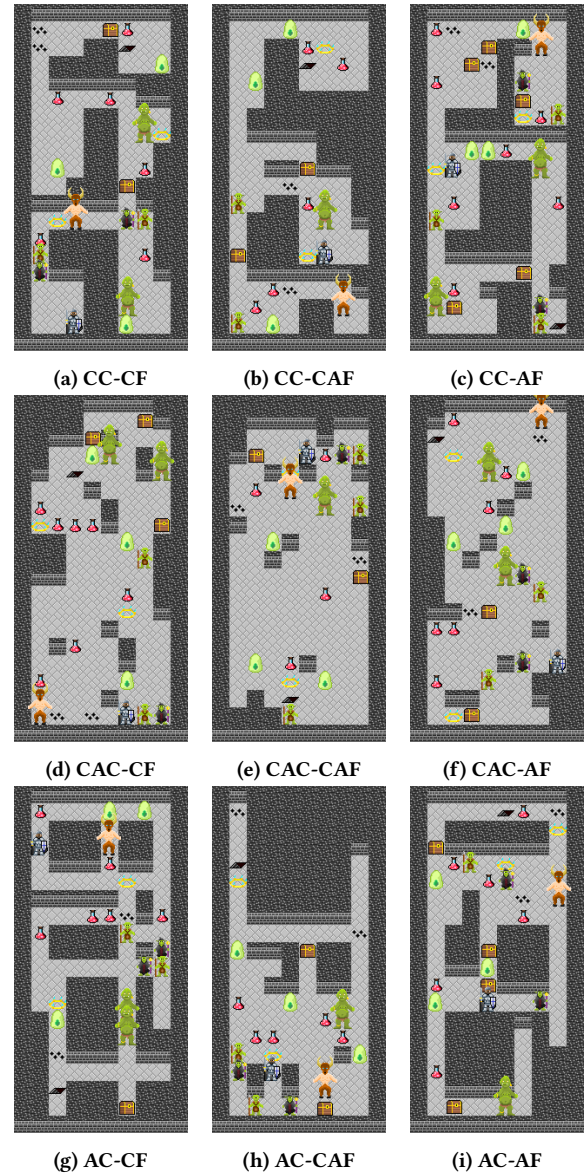 (a) CC-CF
(b) CC-CAF
(c) CC-AF
(d) CAC-CF
(e) CAC-CAF
(f) CAC-AF
(g) AC-CF
(h) AC-CAF
(i) AC-AF